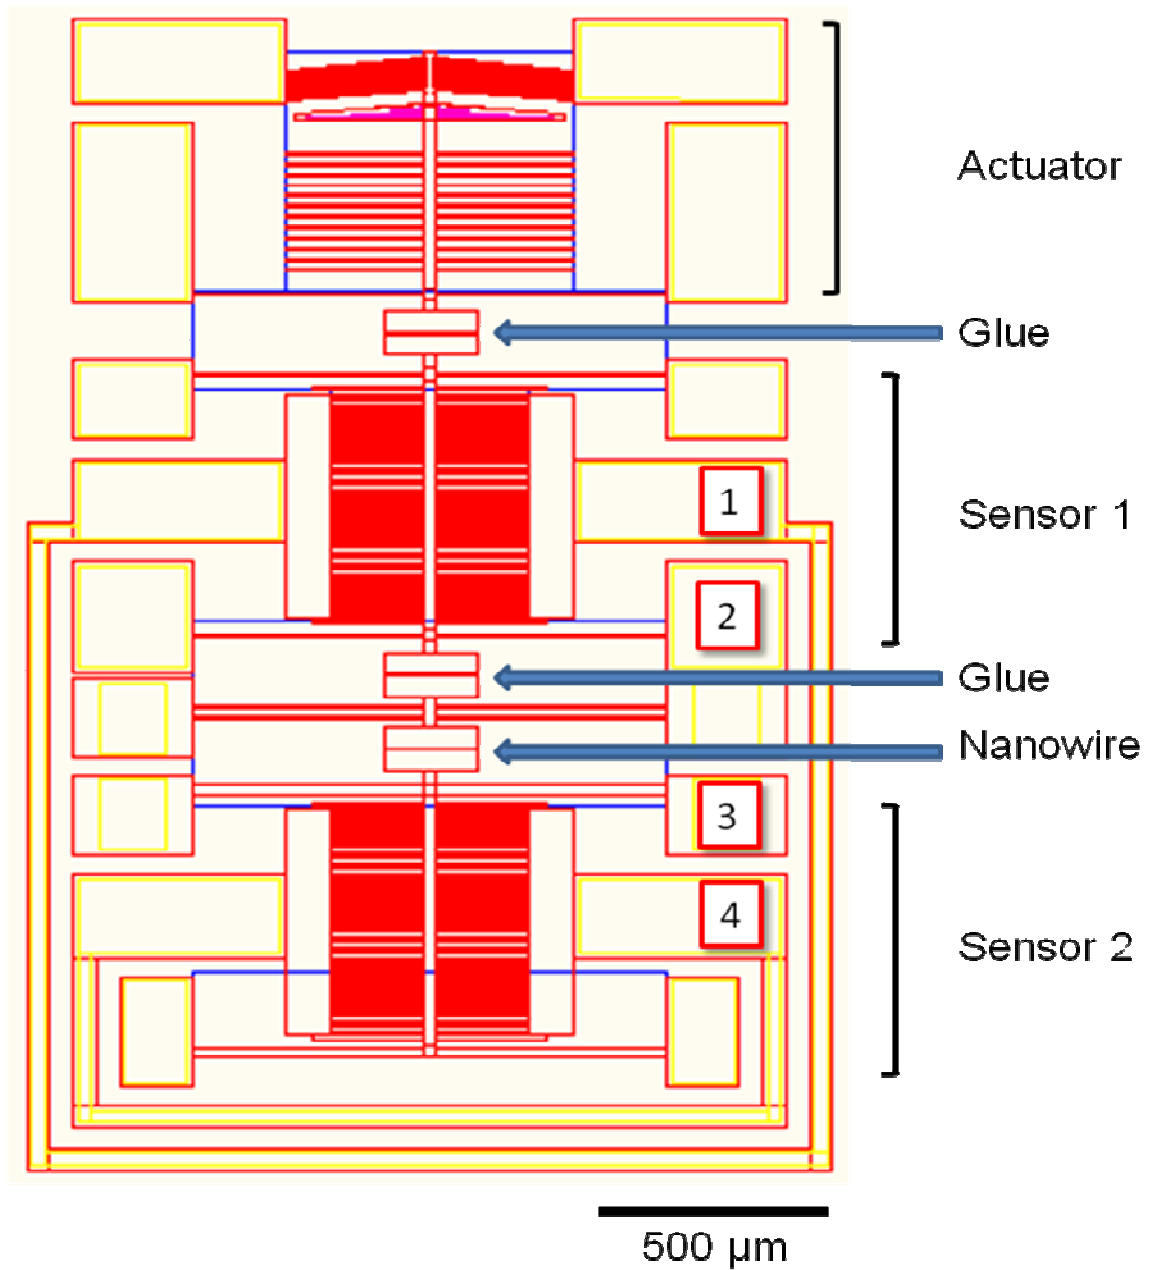 Actuator
Glue
1
Sensor 1
2
Glue
Nanowire
3
4
Sensor 2
500 μm